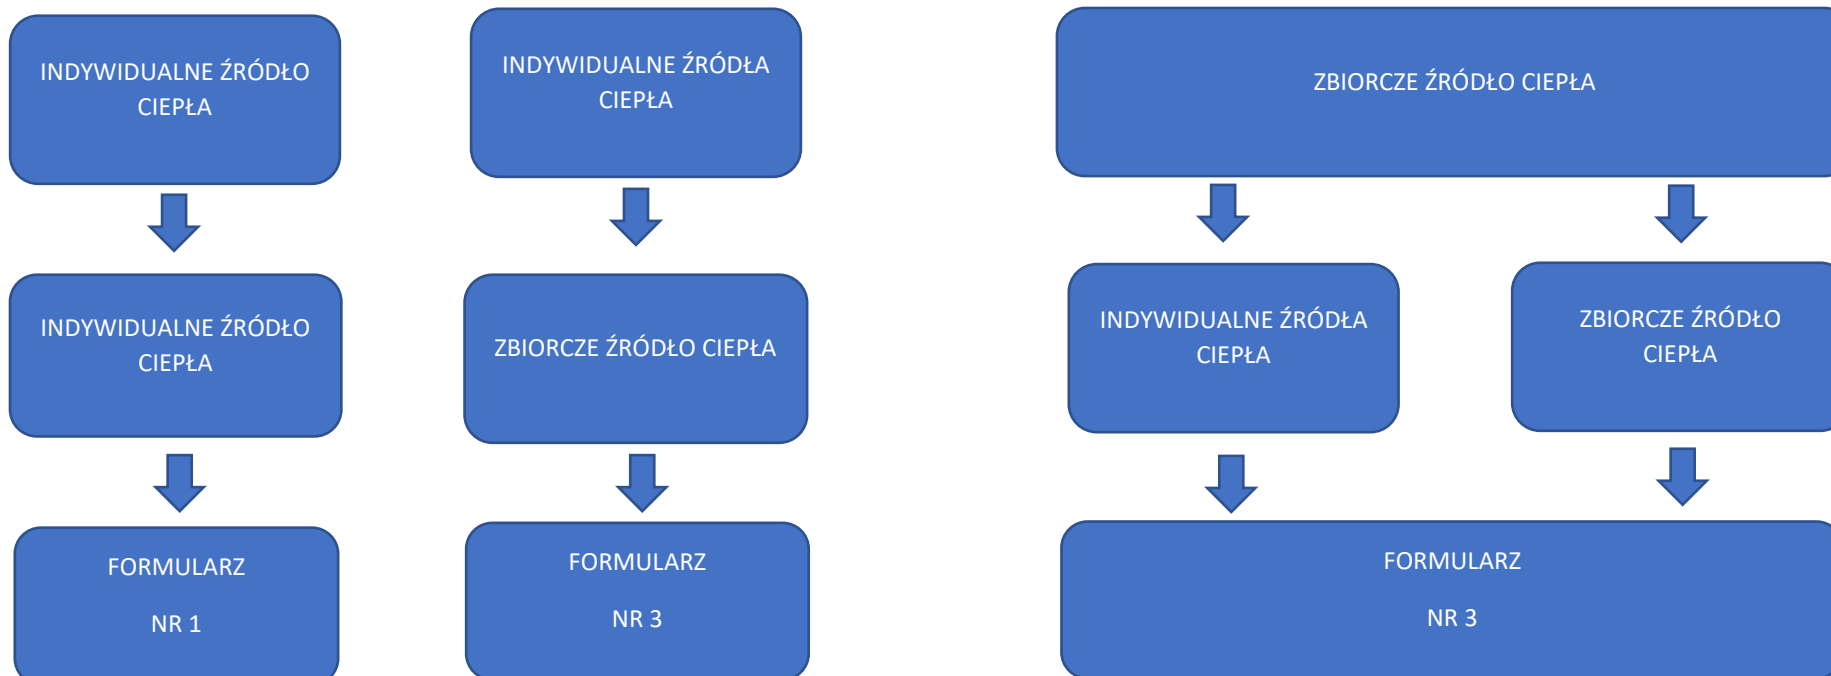 INDYWIDUALNE ŹRÓDŁO
CIEPŁA
INDYWIDUALNE ŹRÓDŁA
CIEPŁA
ZBIORCZE ŹRÓDŁO CIEPŁA
INDYWIDUALNE ŹRÓDŁO
CIEPŁA
ZBIORCZE ŹRÓDŁO CIEPŁA
INDYWIDUALNE ŹRÓDŁA
CIEPŁA
ZBIORCZE ŹRÓDŁO
CIEPŁA
FORMULARZ
NR 1
FORMULARZ
NR 3
FORMULARZ
NR 3